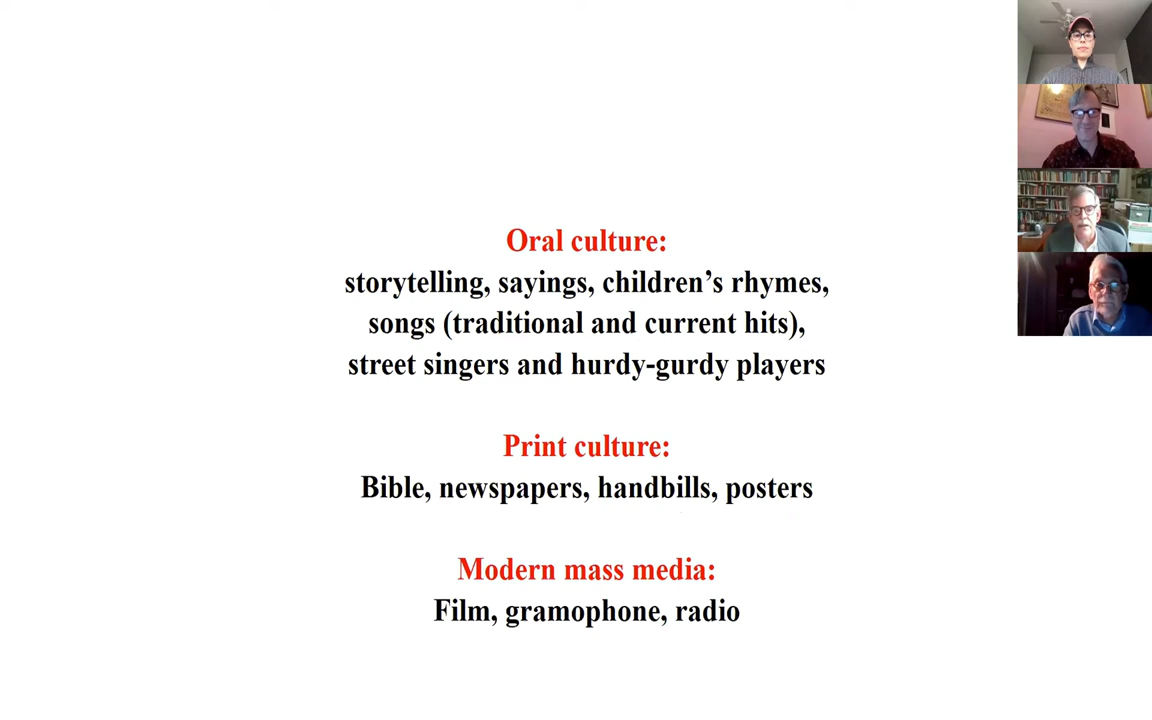 Oral culture:
storytelling, sayings, children’s rhymes,
songs (traditional and current hits),
street singers and hurdy-gurdy players
Print culture:
Bible, newspapers, handbills, posters
Modern mass media:
Film, gramophone, radio